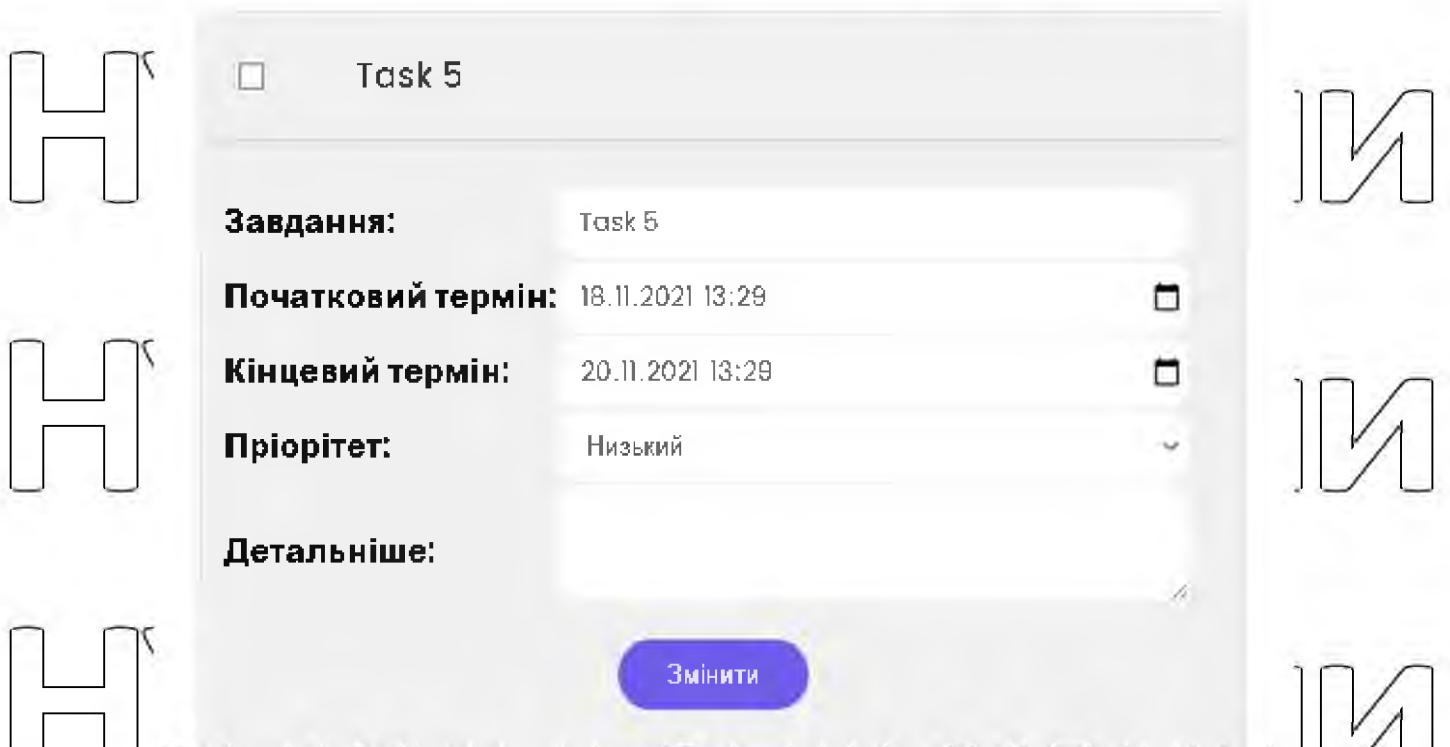 Task 5
Завдання: Task 5
Початковий термін: 18.11.2021 13:29
Кінцевий термін: 20.11.2021 13:29
Пріорітет: Низький
Детальніше:
Змінити